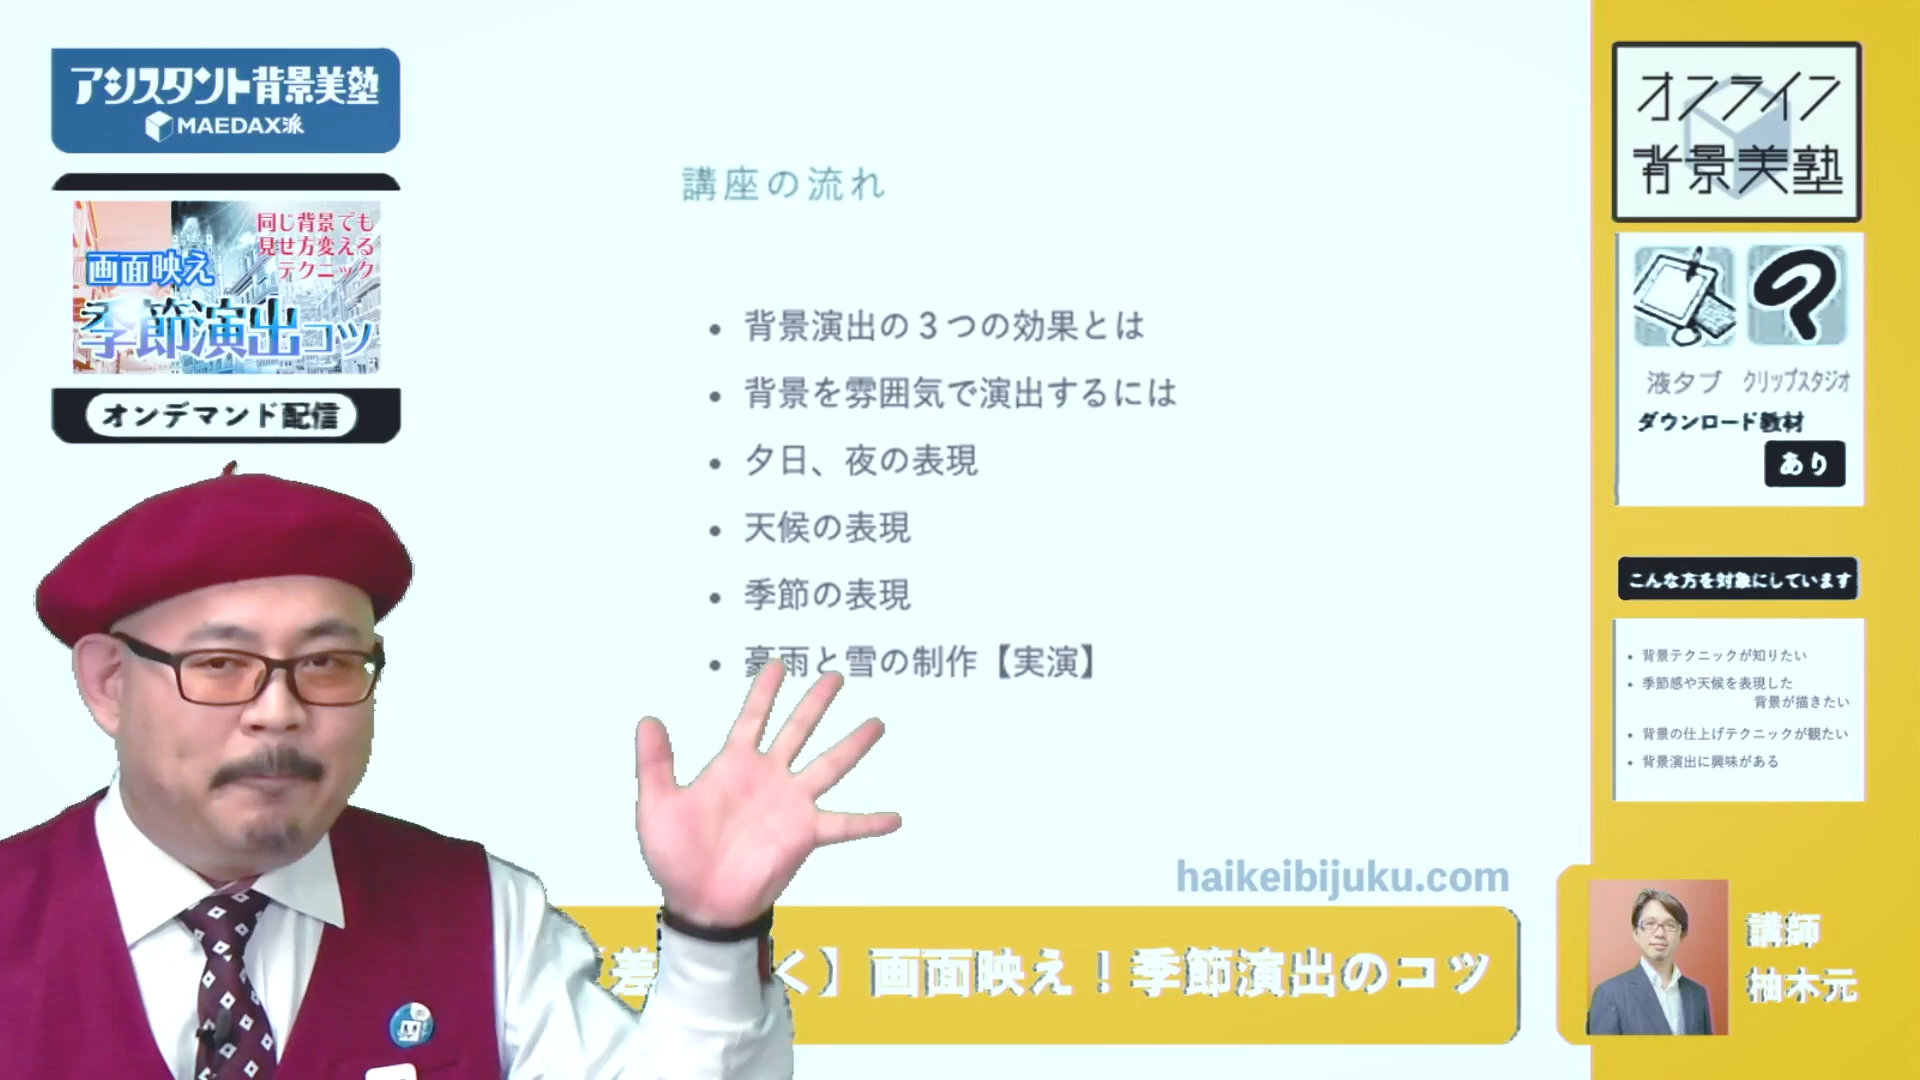 アシスタント背景美塾
MAEDAX派
同じ背景でも
見せ方変える
テクニック
画面映え
季節演出コツ
オンデマンド配信
講座の流れ
背景演出の3つの効果とは
背景を雰囲気で演出するには
夕日、夜の表現
天候の表現
季節の表現
豪雨と雪の制作【実演】
haikeibijuku.com
【差
く】画面映え！季節演出のコツ
オンライン
背景美塾
液タブ クリップスタジオ
ダウンロード教材
あり
こんな方を対象にしています
背景テクニックが知りたい
季節感や天候を表現した
背景が描きたい
背景の仕上げテクニックが観たい
背景演出に興味がある
講師
柚木元